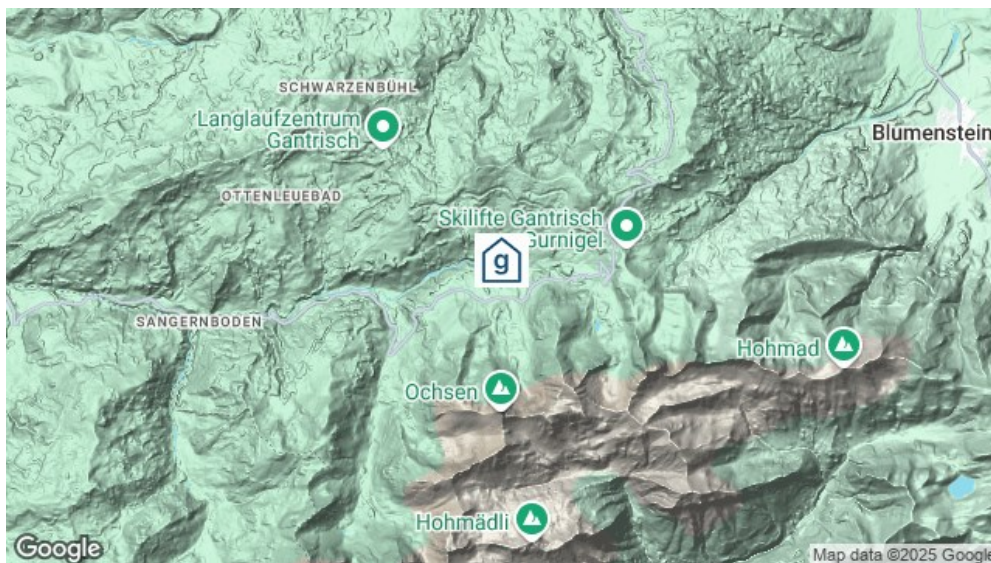 SCHWARZENBÜHL
Langlaufzentrum
Gantrisch
Blumenstein
OTTENLEUEBAD
Skilifte Gantrisch
Gurnigel
g
SANGERNBODEN
Hohmad
Ochsen
Hohmädli
Google
Map data ©2025 Google